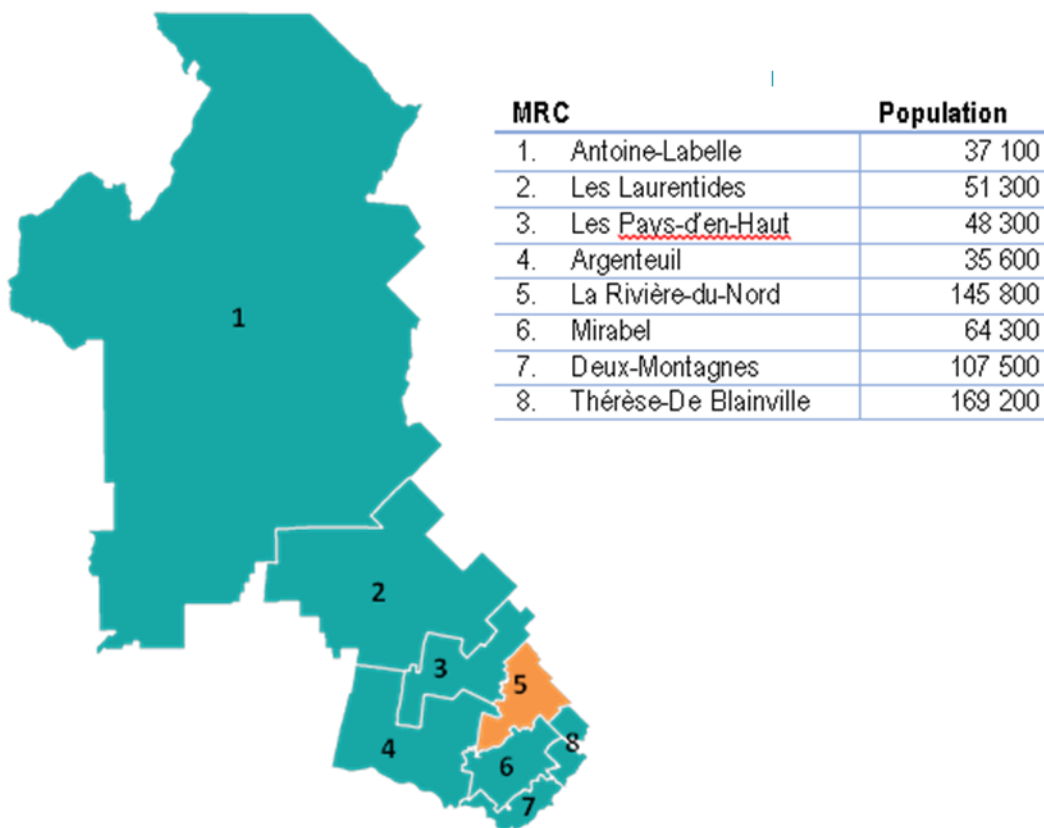 MRC Population
1. Antoine-Labelle 37 100
2. Les Laurentides 51 300
3. Les Pays-d'en-Haut 48 300
4. Argenteuil 35 600
5. La Rivière-du-Nord 145 800
6. Mirabel 64 300
7. Deux-Montagnes 107 500
8. Thérèse-De Blainville 169 200
1
2
3
5
4
8
6
7